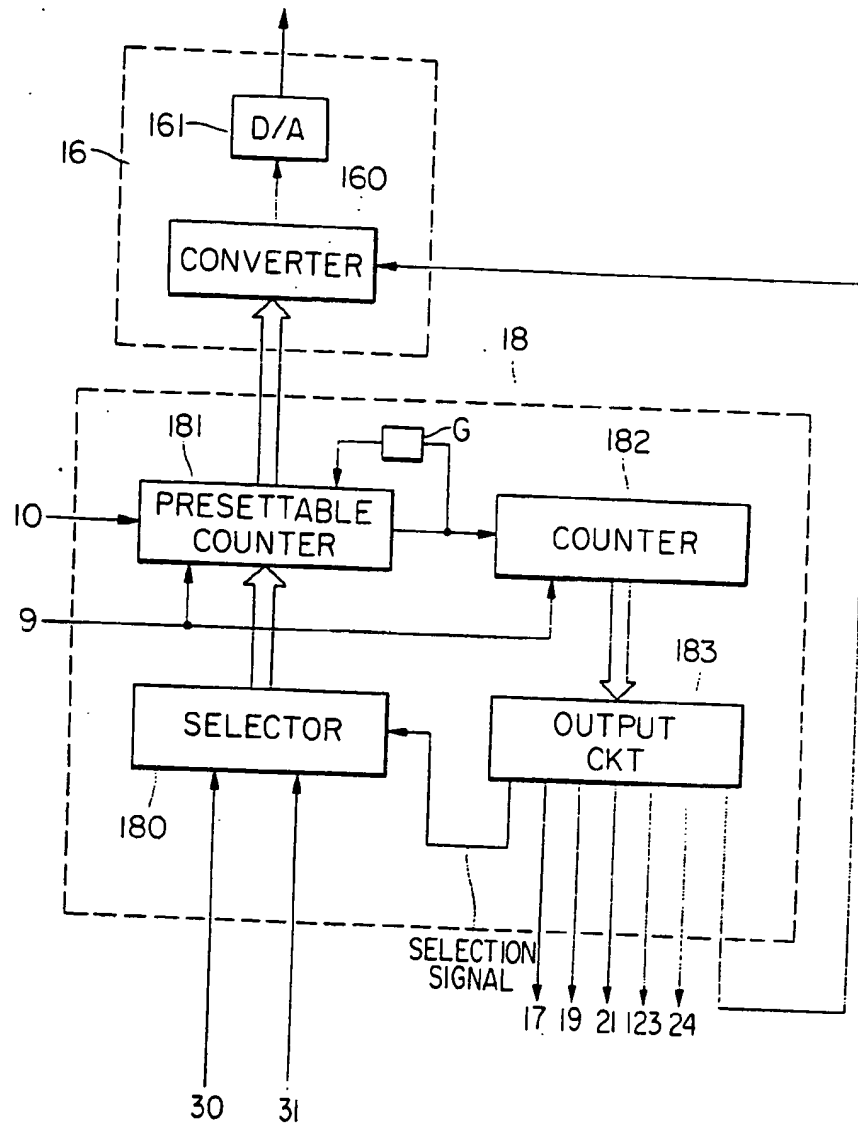 161
D/A
16
160
CONVERTER
18
181
G
182
10
PRESETTABLE
COUNTER
COUNTER
9
183
SELECTOR
OUTPUT
CKT
180
SELECTION
SIGNAL
17 19 21 123 24
30 31